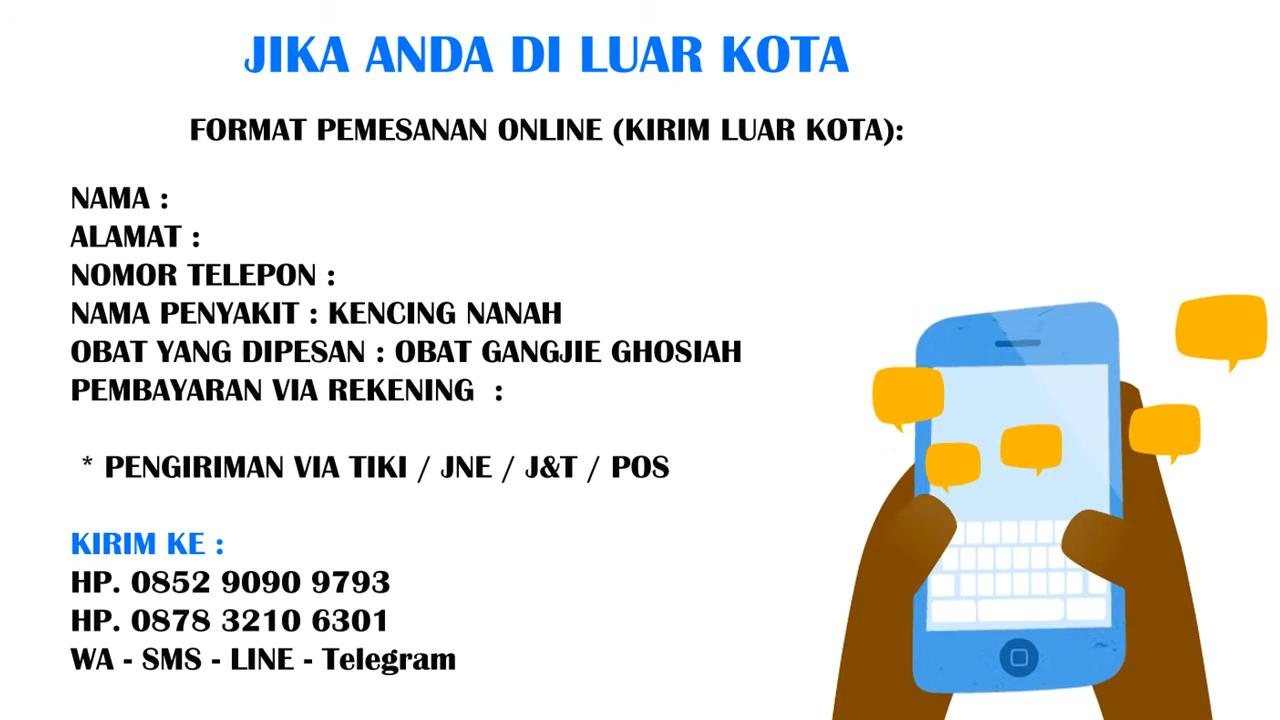 JIKA ANDA DI LUAR KOTA
FORMAT PEMESANAN ONLINE (KIRIM LUAR KOTA):
NAMA :
ALAMAT :
NOMOR TELEPON :
NAMA PENYAKIT : KENCING NANAH
OBAT YANG DIPESAN : OBAT GANGJIE GHOSIAH
PEMBAYARAN VIA REKENING :
* PENGIRIMAN VIA TIKI / JNE / J&T / POS
KIRIM KE :
HP. 0852 9090 9793
HP. 0878 3210 6301
WA - SMS - LINE - Telegram